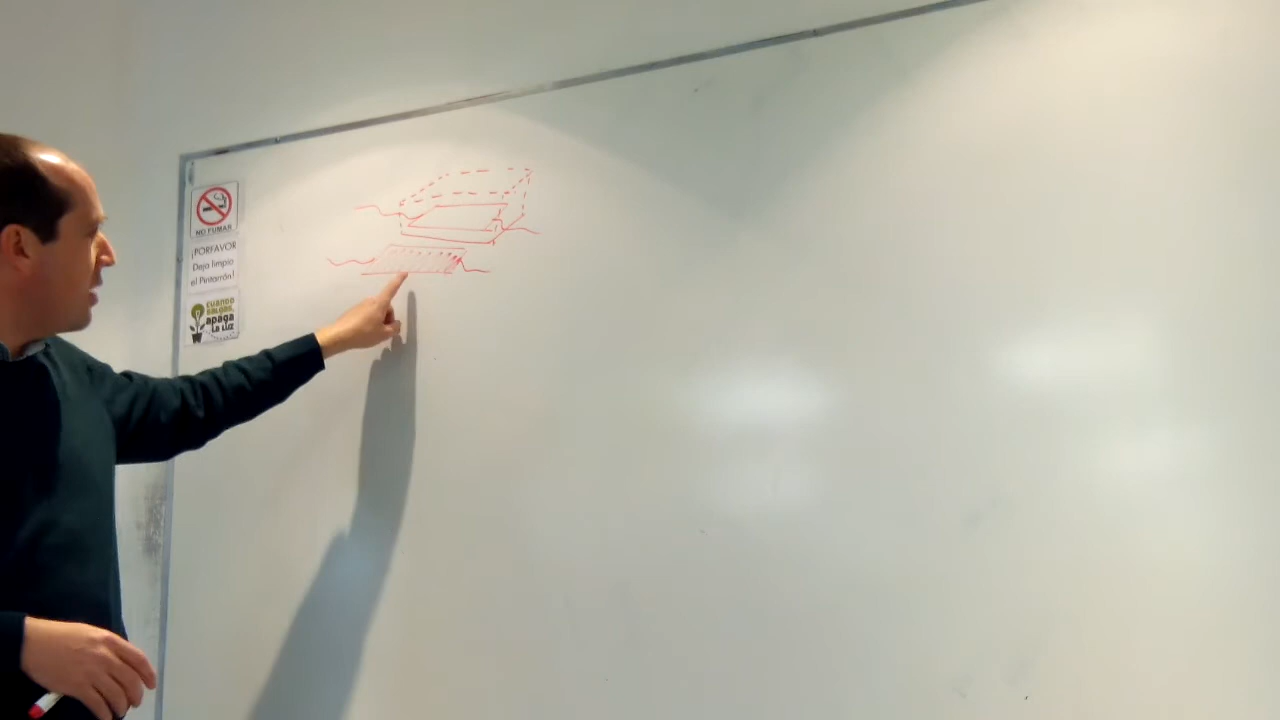 NO FUMAR
¡PORFAVOR
Deja limpio
el Pintarrón!
CUANDO
SALGAS,
APAGA
LA LUZ